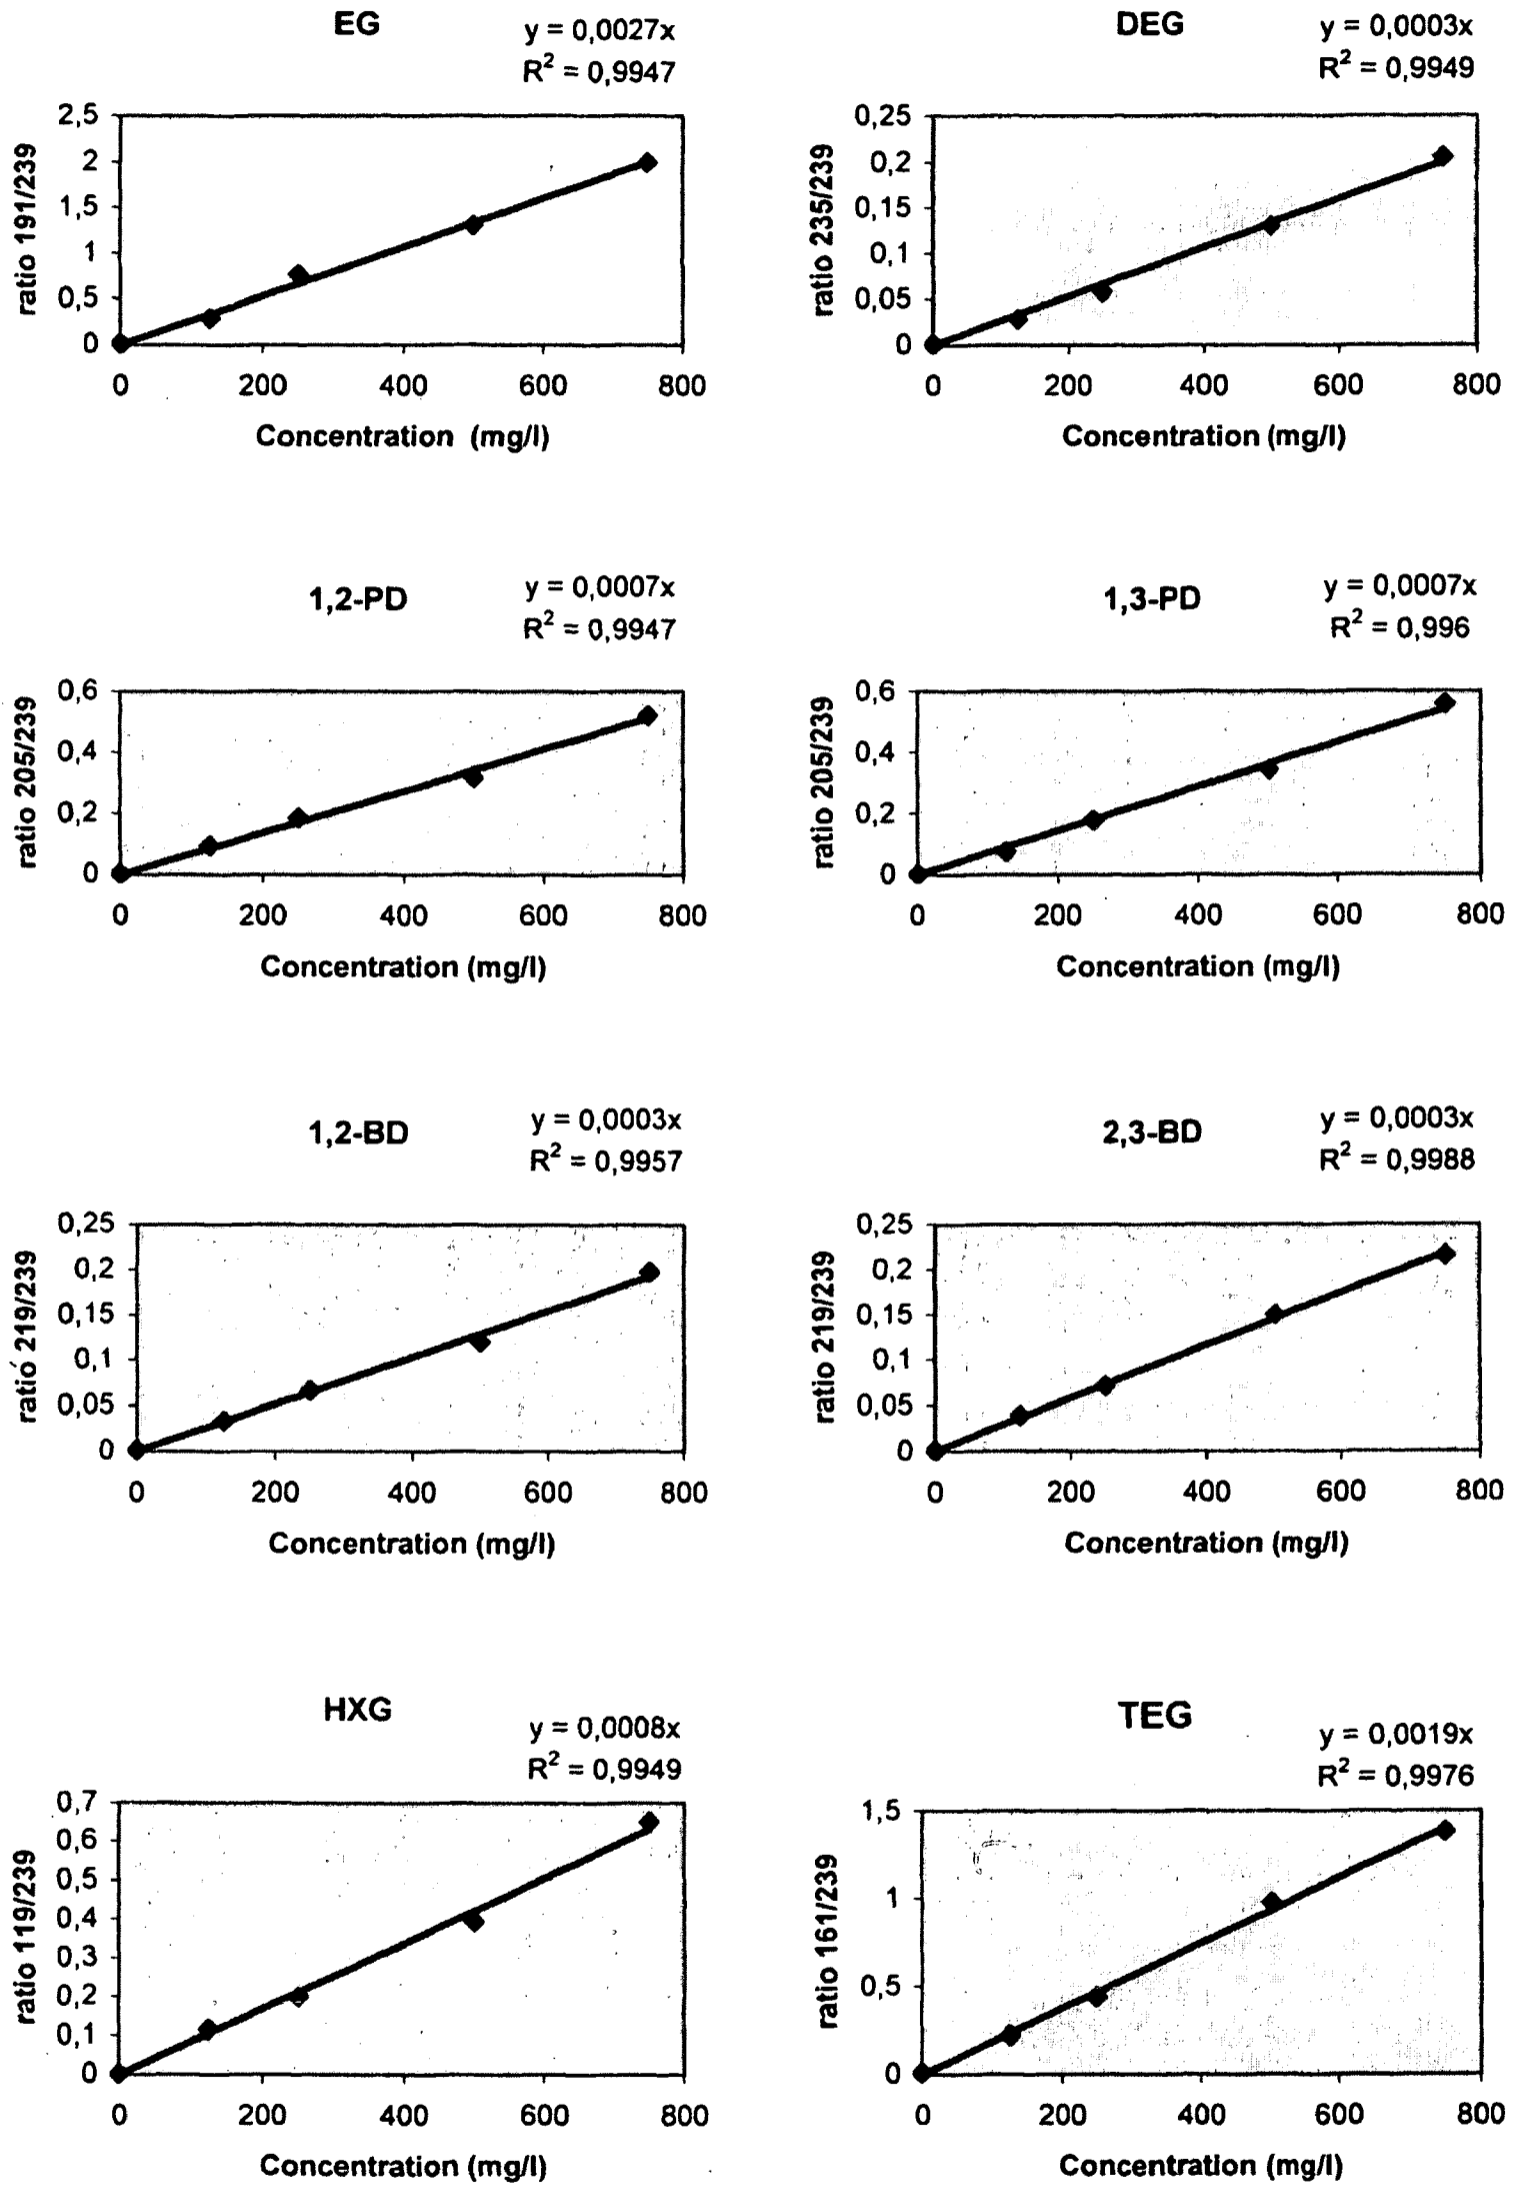 EG
y = 0,0027x
R² = 0,9947
ratio 191/239
2,5
2
1,5
1
0,5
0
0 200 400 600 800
Concentration (mg/l)
DEG
y = 0,0003x
R² = 0,9949
ratio 235/239
0,25
0,2
0,15
0,1
0,05
0
0 200 400 600 800
Concentration (mg/l)
1,2-PD
y = 0,0007x
R² = 0,9947
ratio 205/239
0,6
0,4
0,2
0
0 200 400 600 800
Concentration (mg/l)
1,3-PD
y = 0,0007x
R² = 0,996
ratio 205/239
0,6
0,4
0,2
0
0 200 400 600 800
Concentration (mg/l)
1,2-BD
y = 0,0003x
R² = 0,9957
ratio 219/239
0,25
0,2
0,15
0,1
0,05
0
0 200 400 600 800
Concentration (mg/l)
2,3-BD
y = 0,0003x
R² = 0,9988
ratio 219/239
0,25
0,2
0,15
0,1
0,05
0
0 200 400 600 800
Concentration (mg/l)
HXG
y = 0,0008x
R² = 0,9949
ratio 119/239
0,7
0,6
0,5
0,4
0,3
0,2
0,1
0
0 200 400 600 800
Concentration (mg/l)
TEG
y = 0,0019x
R² = 0,9976
ratio 161/239
1,5
1
0,5
0
0 200 400 600 800
Concentration (mg/l)